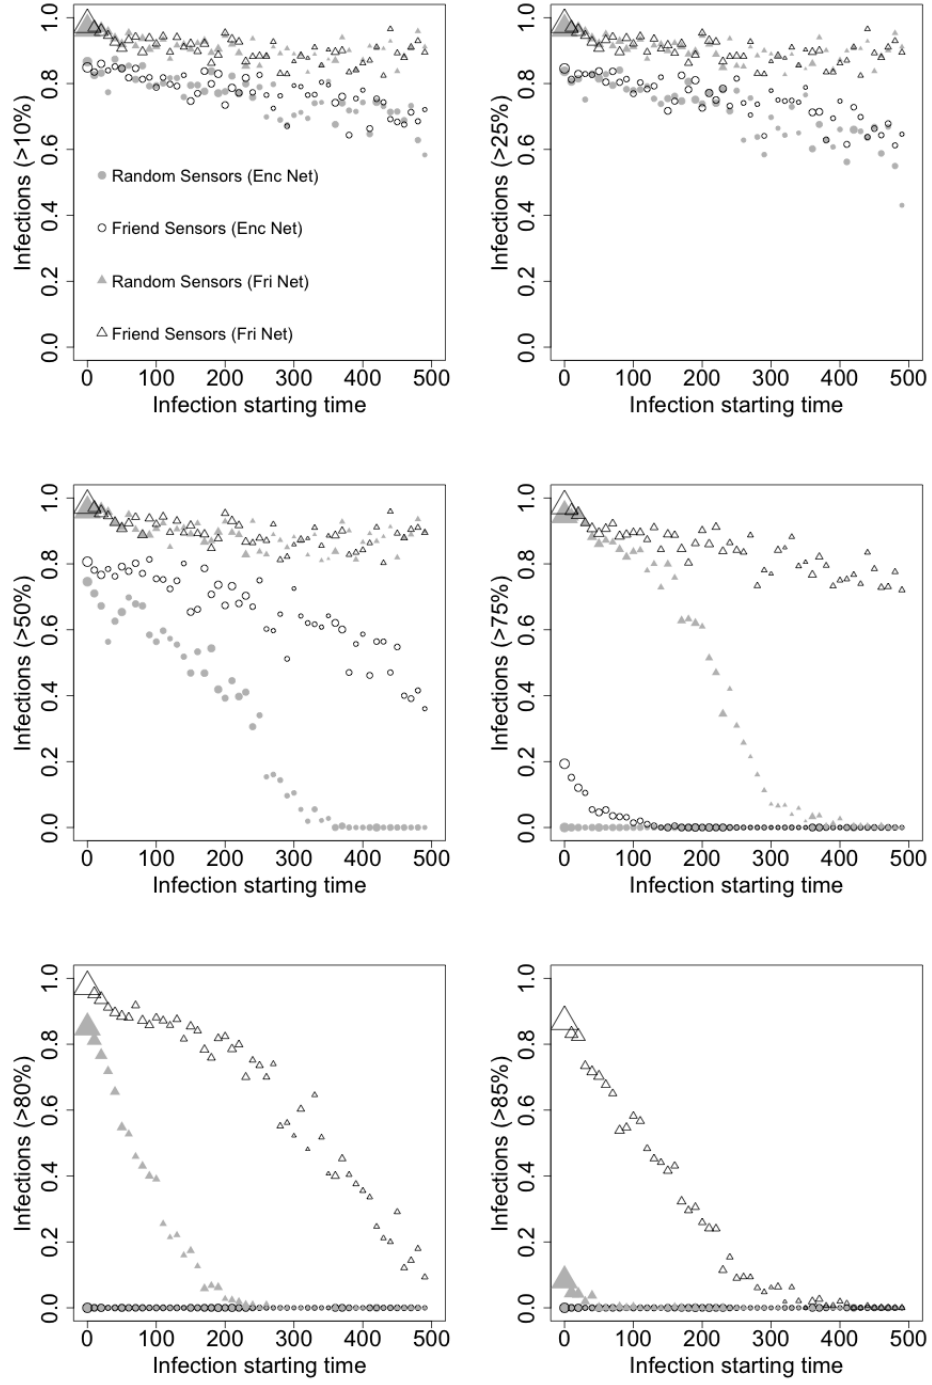 Infections (>10%)
0.0 0.2 0.4 0.6 0.8 1.0
Random Sensors (Enc Net)
Friend Sensors (Enc Net)
Random Sensors (Fri Net)
Friend Sensors (Fri Net)
0 100 200 300 400 500
Infection starting time
Infections (>25%)
0.0 0.2 0.4 0.6 0.8 1.0
0 100 200 300 400 500
Infection starting time
Infections (>50%)
0.0 0.2 0.4 0.6 0.8 1.0
0 100 200 300 400 500
Infection starting time
Infections (>75%)
0.0 0.2 0.4 0.6 0.8 1.0
0 100 200 300 400 500
Infection starting time
Infections (>80%)
0.0 0.2 0.4 0.6 0.8 1.0
0 100 200 300 400 500
Infection starting time
Infections (>85%)
0.0 0.2 0.4 0.6 0.8 1.0
0 100 200 300 400 500
Infection starting time